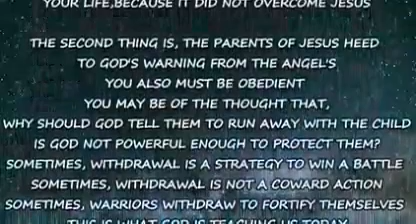 YOUR LIFE,BECAUSE IT DID NOT OVERCOME JESUS
THE SECOND THING IS, THE PARENTS OF JESUS HEED
TO GOD'S WARNING FROM THE ANGEL'S
YOU ALSO MUST BE OBEDIENT
YOU MAY BE OF THE THOUGHT THAT,
WHY SHOULD GOD TELL THEM TO RUN AWAY WITH THE CHILD
IS GOD NOT POWERFUL ENOUGH TO PROTECT THEM?
SOMETIMES, WITHDRAWAL IS A STRATEGY TO WIN A BATTLE
SOMETIMES, WITHDRAWAL IS NOT A COWARD ACTION
SOMETIMES, WARRIORS WITHDRAW TO FORTIFY THEMSELVES
THIS IS WHAT GOD IS TEACHING US TODAY